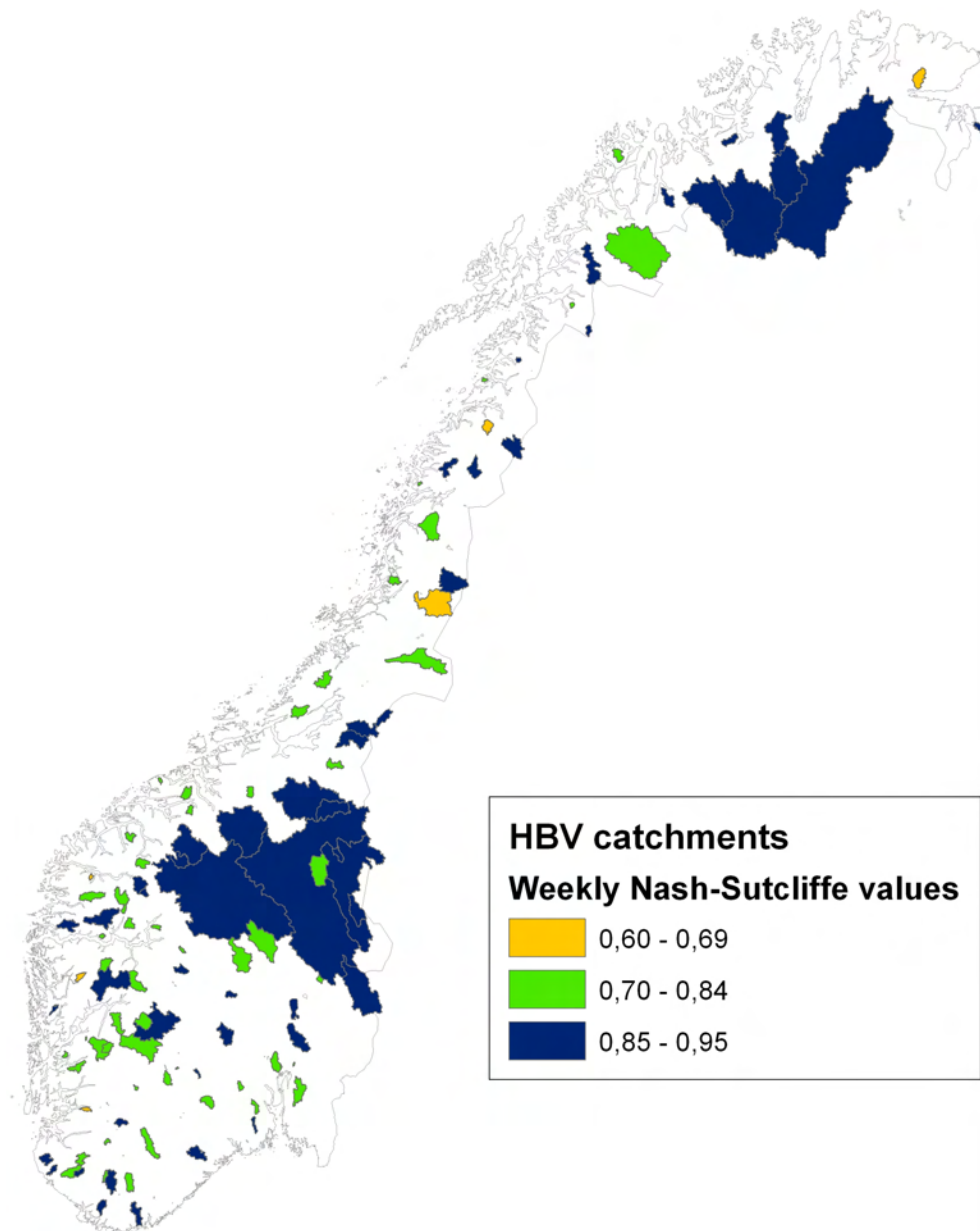 HBV catchments
Weekly Nash-Sutcliffe values
0,60 - 0,69
0,70 - 0,84
0,85 - 0,95